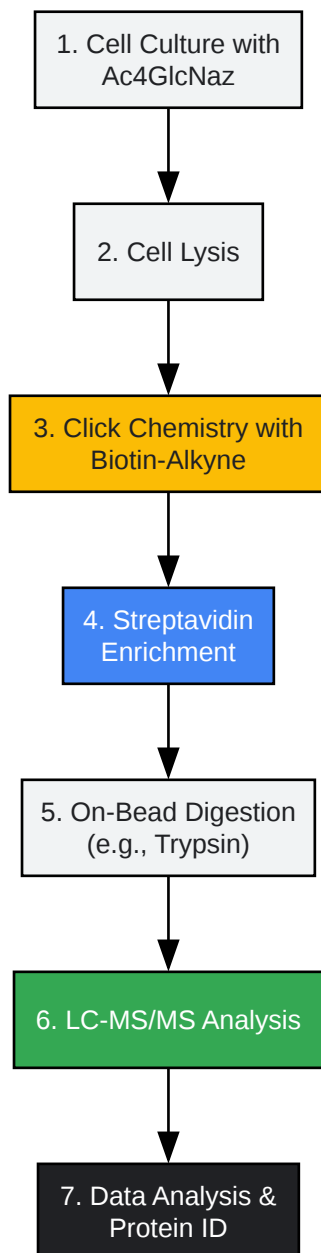 1. Cell Culture with
Ac4GlcNaz
2. Cell Lysis
3. Click Chemistry with
Biotin-Alkyne
4. Streptavidin
Enrichment
5. On-Bead Digestion
(e.g., Trypsin)
6. LC-MS/MS Analysis
7. Data Analysis &
Protein ID